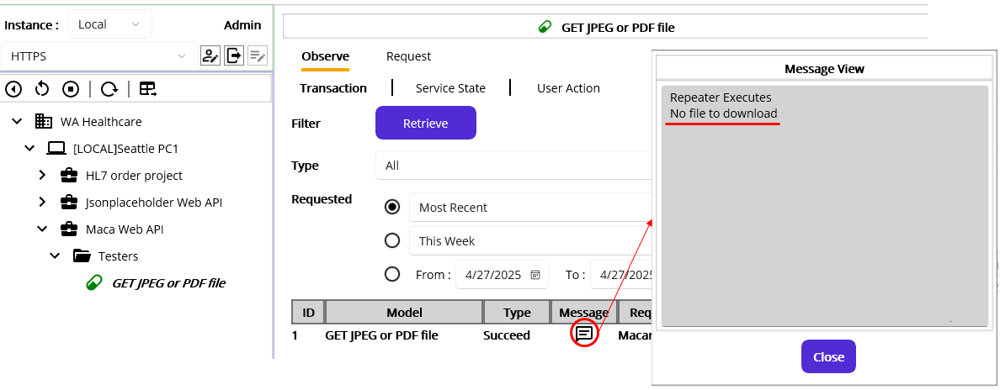 Instance : Local Admin
HTTPS
WA Healthcare
[LOCAL]Seattle PC1
HL7 order project
Jsonplaceholder Web API
Maca Web API
Testers
GET JPEG or PDF file
GET JPEG or PDF file
Observe Request
Transaction Service State User Action
Filter Retrieve
Type All
Requested Most Recent
This Week
From : 4/27/2025 To : 4/27/2025
ID Model Type Message Req
1 GET JPEG or PDF file Succeed Macar
Message View
Repeater Executes
No file to download
Close